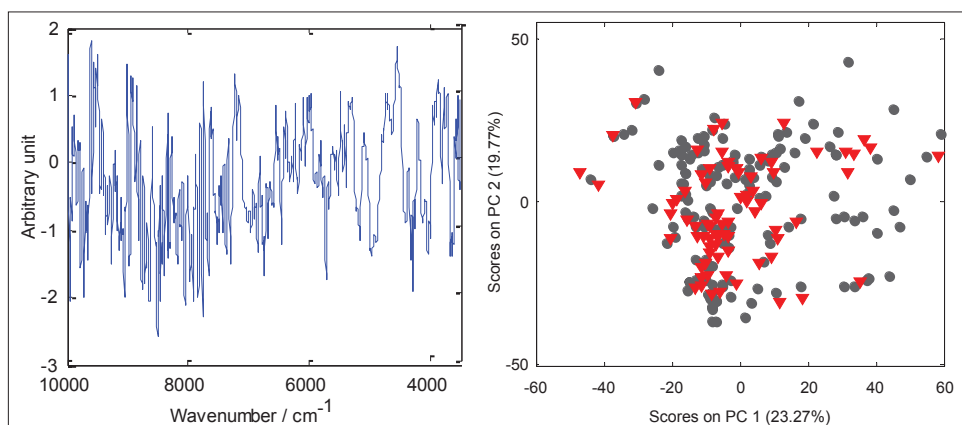 2
1
0
-1
-2
-3
Arbitrary unit
10000 8000 6000 4000
Wavenumber / cm-1
50
0
-50
Scores on PC 2 (19.77%)
-60 -40 -20 0 20 40 60
Scores on PC 1 (23.27%)